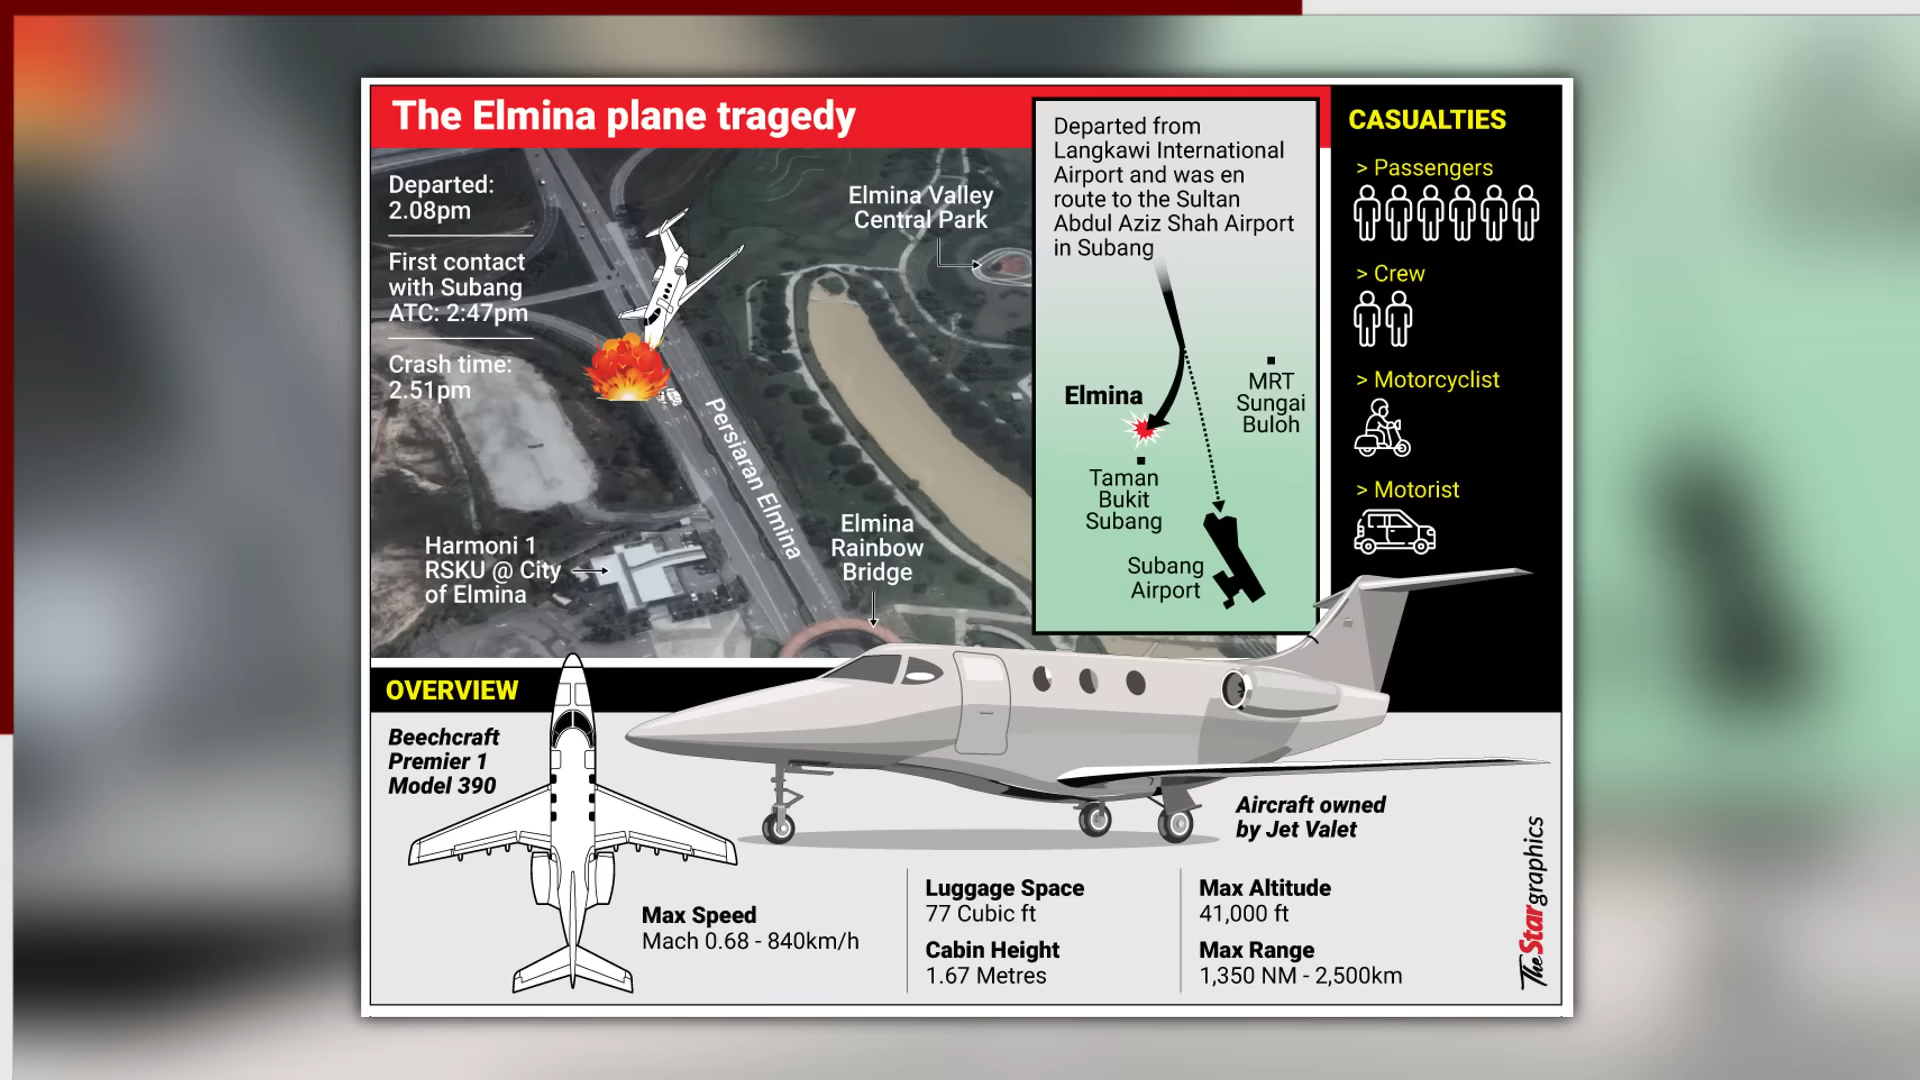 The Elmina plane tragedy
Departed:
2.08pm
First contact
with Subang
ATC: 2:47pm
Crash time:
2.51pm
Elmina Valley
Central Park
Persiaran Elmina
Harmoni 1
RSKU @ City
of Elmina
Elmina
Rainbow
Bridge
Departed from
Langkawi International
Airport and was en
route to the Sultan
Abdul Aziz Shah Airport
in Subang
Elmina
MRT
Sungai
Buloh
Taman
Bukit
Subang
Subang
Airport
CASUALTIES
> Passengers
> Crew
> Motorcyclist
> Motorist
OVERVIEW
Beechcraft
Premier 1
Model 390
Aircraft owned
by Jet Valet
Max Speed
Mach 0.68 - 840km/h
Luggage Space
77 Cubic ft
Cabin Height
1.67 Metres
Max Altitude
41,000 ft
Max Range
1,350 NM - 2,500km
TheStargraphics